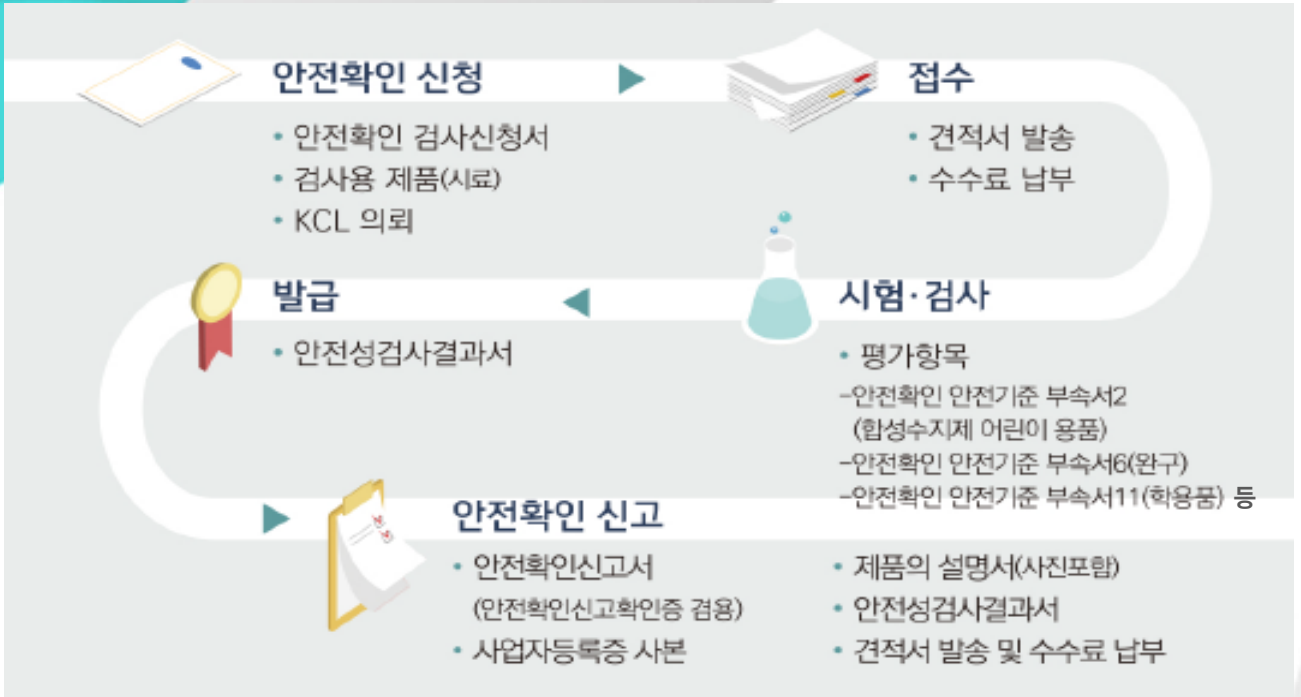 안전확인 신청
• 안전확인 검사신청서
• 검사용 제품(시료)
• KCL 의뢰
접수
• 견적서 발송
• 수수료 납부
시험·검사
• 평가항목
-안전확인 안전기준 부속서2
(합성수지제 어린이 용품)
-안전확인 안전기준 부속서6(완구)
-안전확인 안전기준 부속서11(학용품) 등
발급
• 안전성검사결과서
안전확인 신고
• 안전확인신고서
(안전확인신고확인증 겸용)
• 사업자등록증 사본
• 제품의 설명서(사진포함)
• 안전성검사결과서
• 견적서 발송 및 수수료 납부